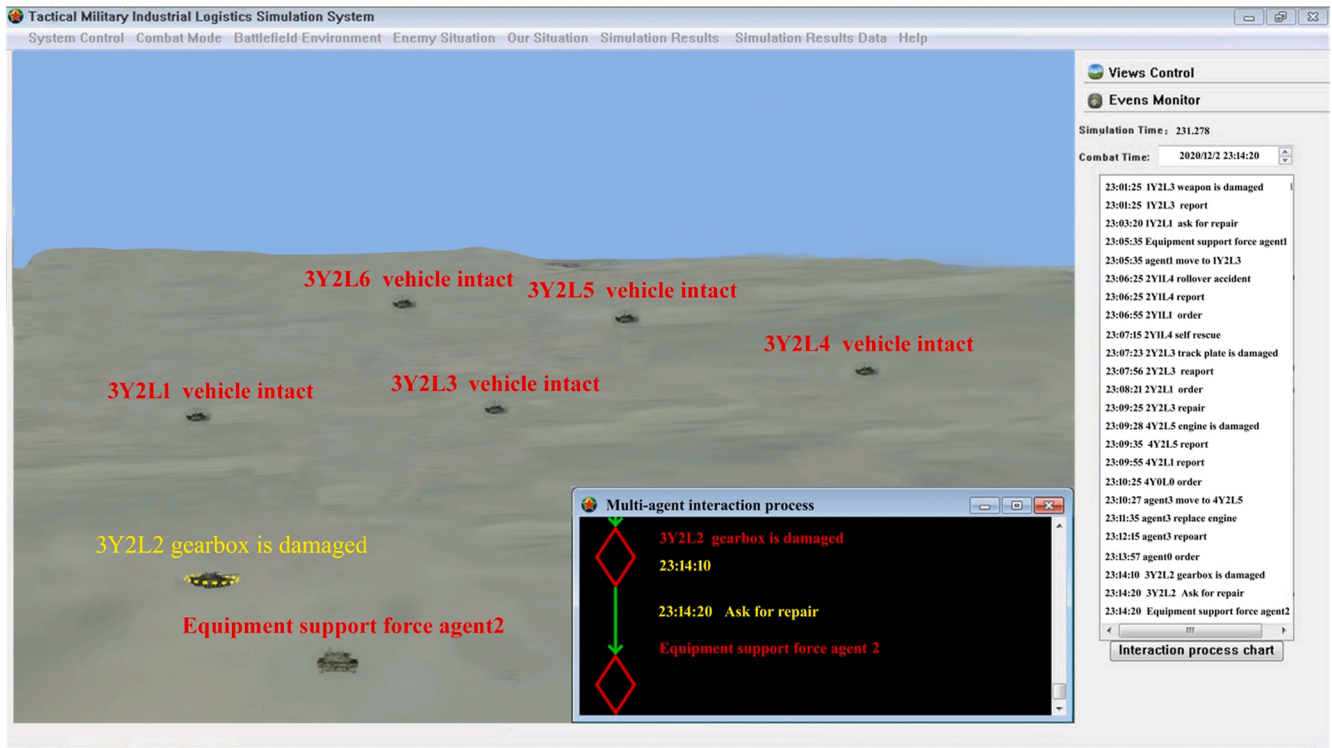 Tactical Military Industrial Logistics Simulation System
System Control Combat Mode Battlefield Environment Enemy Situation Our Situation Simulation Results Simulation Results Data Help
3Y2L6 vehicle intact
3Y2L5 vehicle intact
3Y2L4 vehicle intact
3Y2L1 vehicle intact
3Y2L3 vehicle intact
3Y2L2 gearbox is damaged
Equipment support force agent2
Multi-agent interaction process
3Y2L2 gearbox is damaged
23:14:10
23:14:20 Ask for repair
Equipment support force agent 2
Views Control
Evens Monitor
Simulation Time: 231.278
Combat Time: 2020/12/2 23:14:20
23:01:25 1Y2L3 weapon is damaged
23:01:25 1Y2L3 report
23:03:20 1Y2L1 ask for repair
23:05:35 Equipment support force agent1
23:05:35 agent1 move to 1Y2L3
23:06:25 2Y1L4 rollover accident
23:06:25 2Y1L4 report
23:06:55 2Y1L1 order
23:07:15 2Y1L4 self rescue
23:07:23 2Y2L3 track plate is damaged
23:07:56 2Y2L3 reaport
23:08:21 2Y2L1 order
23:09:25 2Y2L3 repair
23:09:28 4Y2L5 engine is damaged
23:09:35 4Y2L5 report
23:09:55 4Y2L1 report
23:10:25 4Y0L0 order
23:10:27 agent3 move to 4Y2L5
23:11:35 agent3 replace engine
23:12:15 agent3 repoart
23:13:57 agent0 order
23:14:10 3Y2L2 gearbox is damaged
23:14:20 3Y2L2 Ask for repair
23:14:20 Equipment support force agent2
Interaction process chart